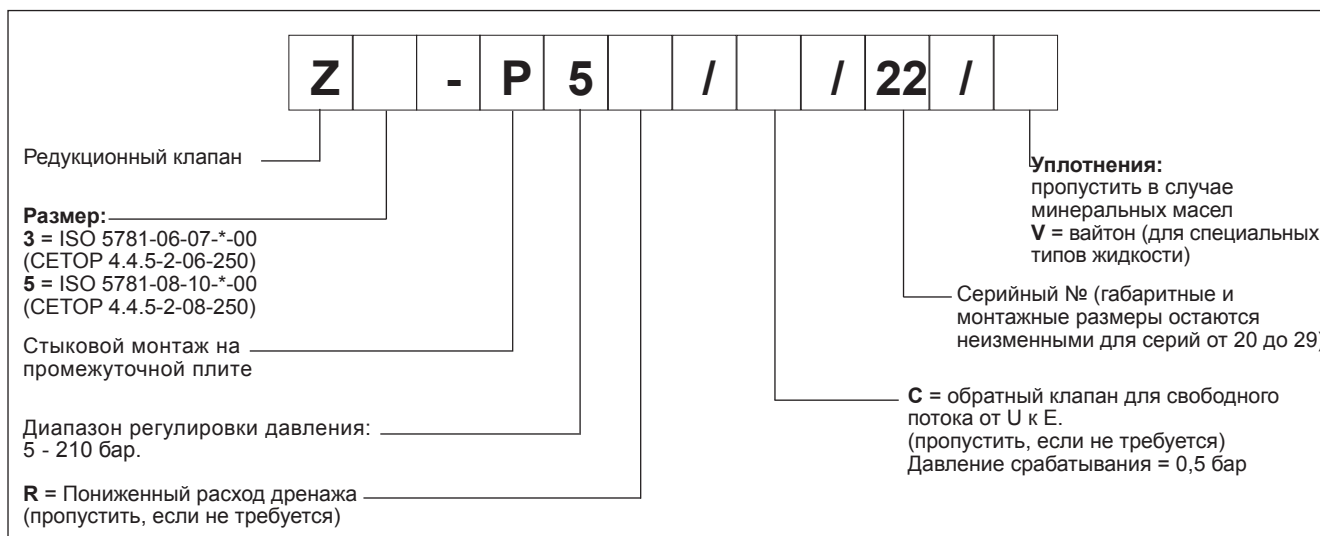 Z - P 5 / / 22 /
Редукционный клапан
Размер:
3 = ISO 5781-06-07-*-00
(CETOP 4.4.5-2-06-250)
5 = ISO 5781-08-10-*-00
(CETOP 4.4.5-2-08-250)
Стыковой монтаж на
промежуточной плите
Диапазон регулировки давления:
5 - 210 бар.
R = Пониженный расход дренажа
(пропустить, если не требуется)
Уплотнения:
пропустить в случае
минеральных масел
V = вайтон (для специальных
типов жидкости)
Серийный № (габаритные и
монтажные размеры остаются
неизменными для серий от 20 до 29)
C = обратный клапан для свободного
потока от U к E.
(пропустить, если не требуется)
Давление срабатывания = 0,5 бар